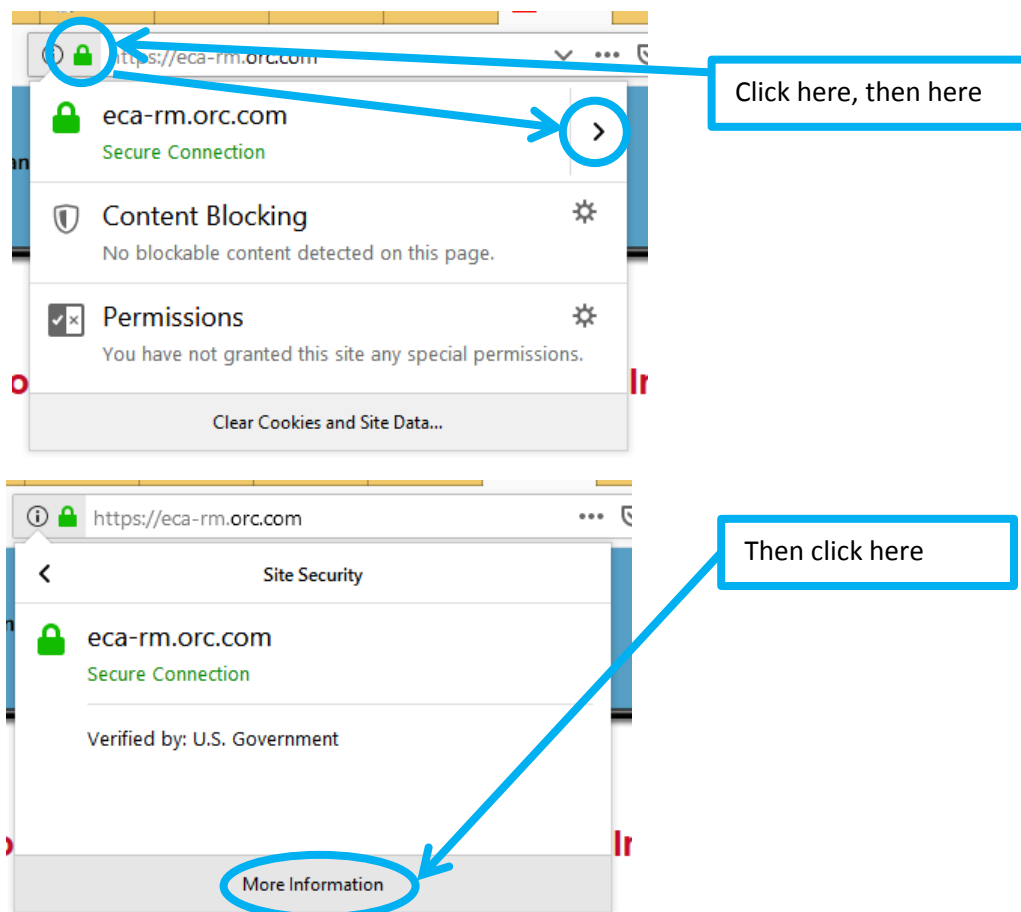 https://eca-rm.orc.com
Click here, then here
eca-rm.orc.com
Secure Connection
an
Content Blocking
No blockable content detected on this page.
Permissions
You have not granted this site any special permissions.
o
Ir
Clear Cookies and Site Data...
https://eca-rm.orc.com
Then click here
Site Security
n
eca-rm.orc.com
Secure Connection
Verified by: U.S. Government
Ir
More Information